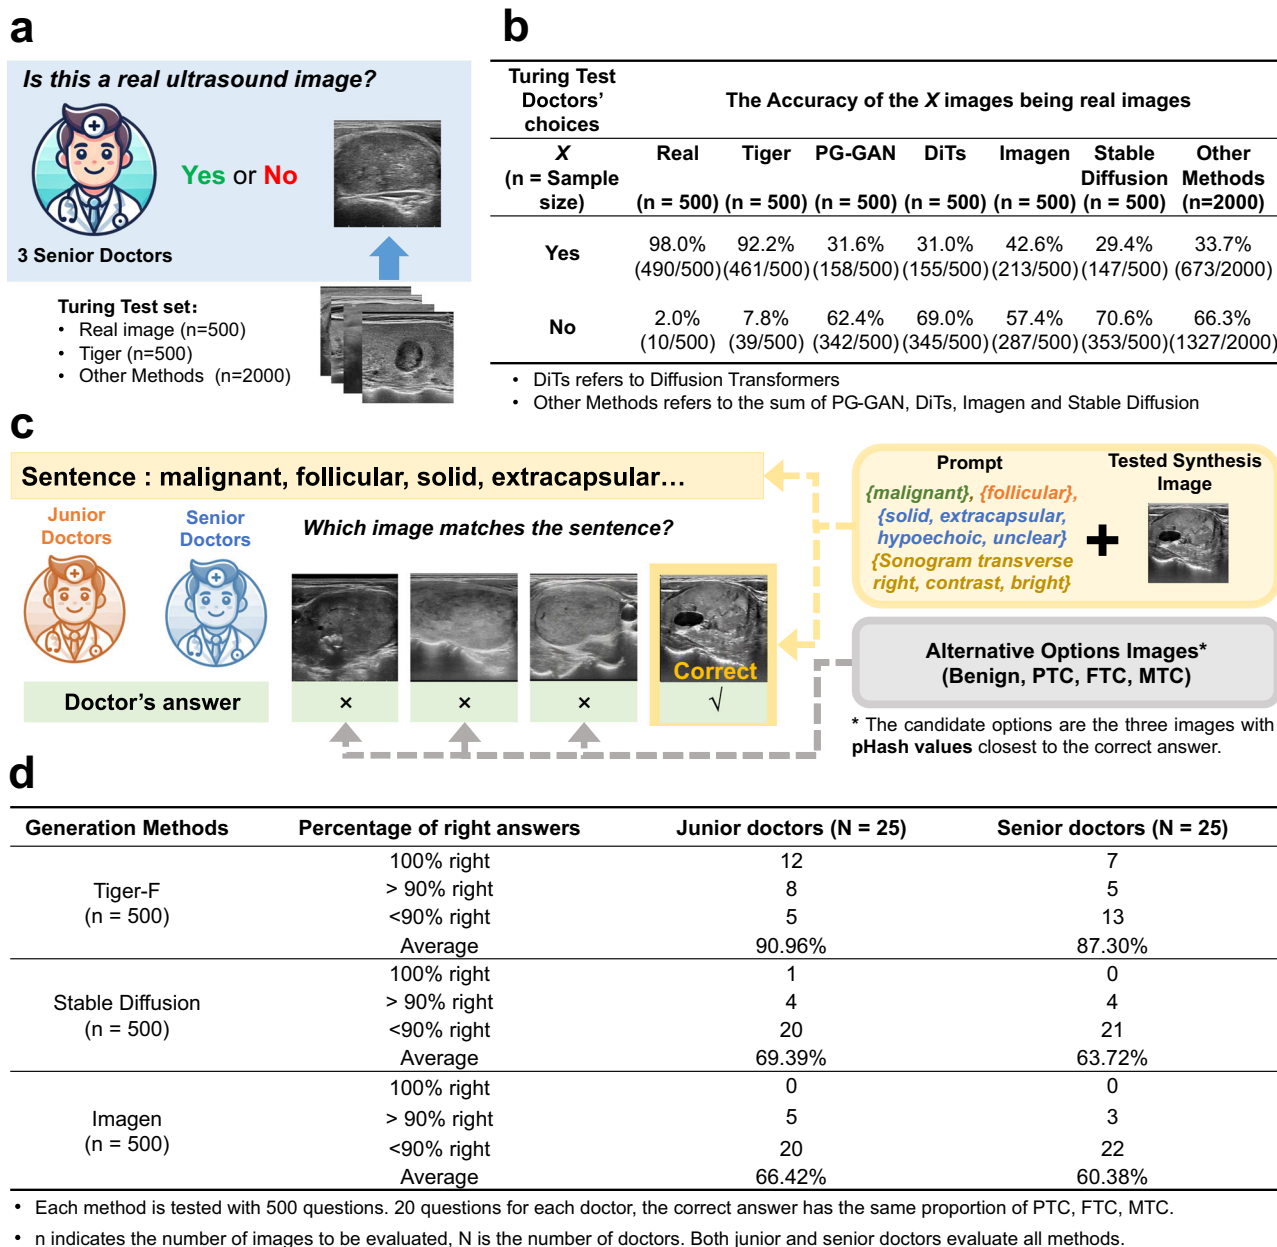 a
Is this a real ultrasound image?
Yes or No
3 Senior Doctors
Turing Test set:
• Real image (n=500)
• Tiger (n=500)
• Other Methods (n=2000)
b
Turing Test Doctors' choices
The Accuracy of the X images being real images
X (n = Sample size)
Real (n = 500)
Tiger (n = 500)
PG-GAN (n = 500)
DiTs (n = 500)
Imagen (n = 500)
Stable Diffusion (n = 500)
Other Methods (n=2000)
Yes
98.0% 92.2% 31.6% 31.0% 42.6% 29.4% 33.7%
(490/500) (461/500) (158/500) (155/500) (213/500) (147/500) (673/2000)
No
2.0% 7.8% 62.4% 69.0% 57.4% 70.6% 66.3%
(10/500) (39/500) (342/500) (345/500) (287/500) (353/500) (1327/2000)
• DiTs refers to Diffusion Transformers
• Other Methods refers to the sum of PG-GAN, DiTs, Imagen and Stable Diffusion
c
Sentence : malignant, follicular, solid, extracapsular…
Junior Doctors
Senior Doctors
Which image matches the sentence?
Correct
Doctor's answer
× × × √
Prompt
{malignant}, {follicular},
{solid, extracapsular,
hypoechoic, unclear}
{Sonogram transverse
right, contrast, bright}
+
Tested Synthesis
Image
Alternative Options Images*
(Benign, PTC, FTC, MTC)
* The candidate options are the three images with
pHash values closest to the correct answer.
d
Generation Methods Percentage of right answers Junior doctors (N = 25) Senior doctors (N = 25)
Tiger-F
(n = 500)
100% right 12 7
> 90% right 8 5
<90% right 5 13
Average 90.96% 87.30%
Stable Diffusion
(n = 500)
100% right 1 0
> 90% right 4 4
<90% right 20 21
Average 69.39% 63.72%
Imagen
(n = 500)
100% right 0 0
> 90% right 5 3
<90% right 20 22
Average 66.42% 60.38%
• Each method is tested with 500 questions. 20 questions for each doctor, the correct answer has the same proportion of PTC, FTC, MTC.
• n indicates the number of images to be evaluated, N is the number of doctors. Both junior and senior doctors evaluate all methods.